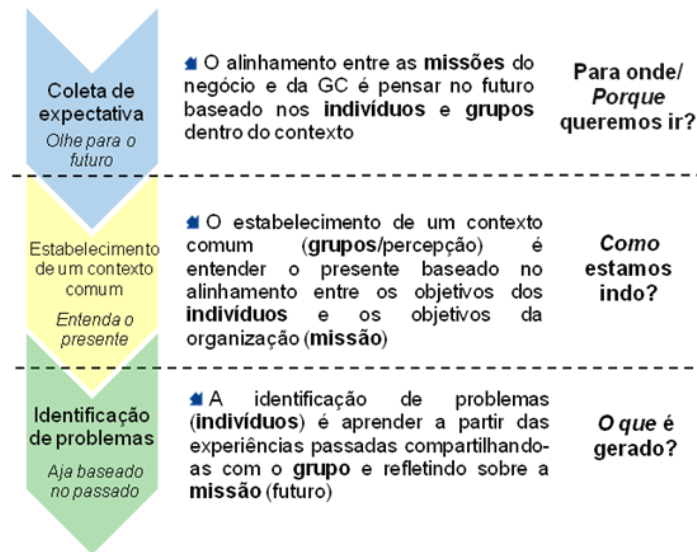 Coleta de
expectativa
Olhe para o
futuro
O alinhamento entre as missões do
negócio e da GC é pensar no futuro
baseado nos indivíduos e grupos
dentro do contexto
Para onde/
Porque
queremos ir?
Estabelecimento
de um contexto
comum
Entenda o
presente
O estabelecimento de um contexto
comum (grupos/percepção) é
entender o presente baseado no
alinhamento entre os objetivos dos
indivíduos e os objetivos da
organização (missão)
Como
estamos
indo?
Identificação
de problemas
Aja baseado
no passado
A identificação de problemas
(indivíduos) é aprender a partir das
experiências passadas compartilhando-
as com o grupo e refletindo sobre a
missão (futuro)
O que é
gerado?